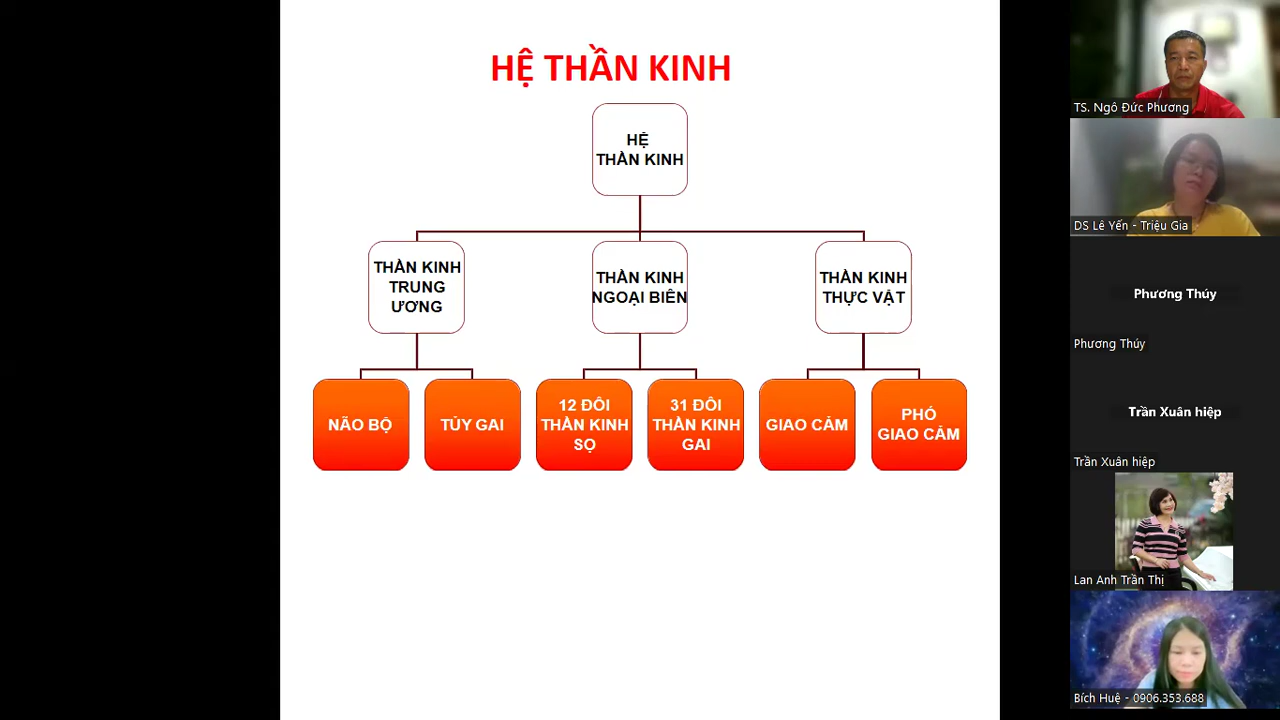 HỆ THẦN KINH
HỆ
THẦN KINH
THẦN KINH
TRUNG
ƯƠNG
THẦN KINH
NGOẠI BIÊN
THẦN KINH
THỰC VẬT
NÃO BỘ
TỦY GAI
12 ĐÔI
THẦN KINH
SỌ
31 ĐÔI
THẦN KINH
GAI
GIAO CẢM
PHÓ
GIAO CẢM
TS. Ngô Đức Phương
DS Lê Yến - Triệu Gia
Phương Thúy
Phương Thúy
Trần Xuân hiệp
Trần Xuân hiệp
Lan Anh Trần Thị
Bích Huệ - 0906.353.688